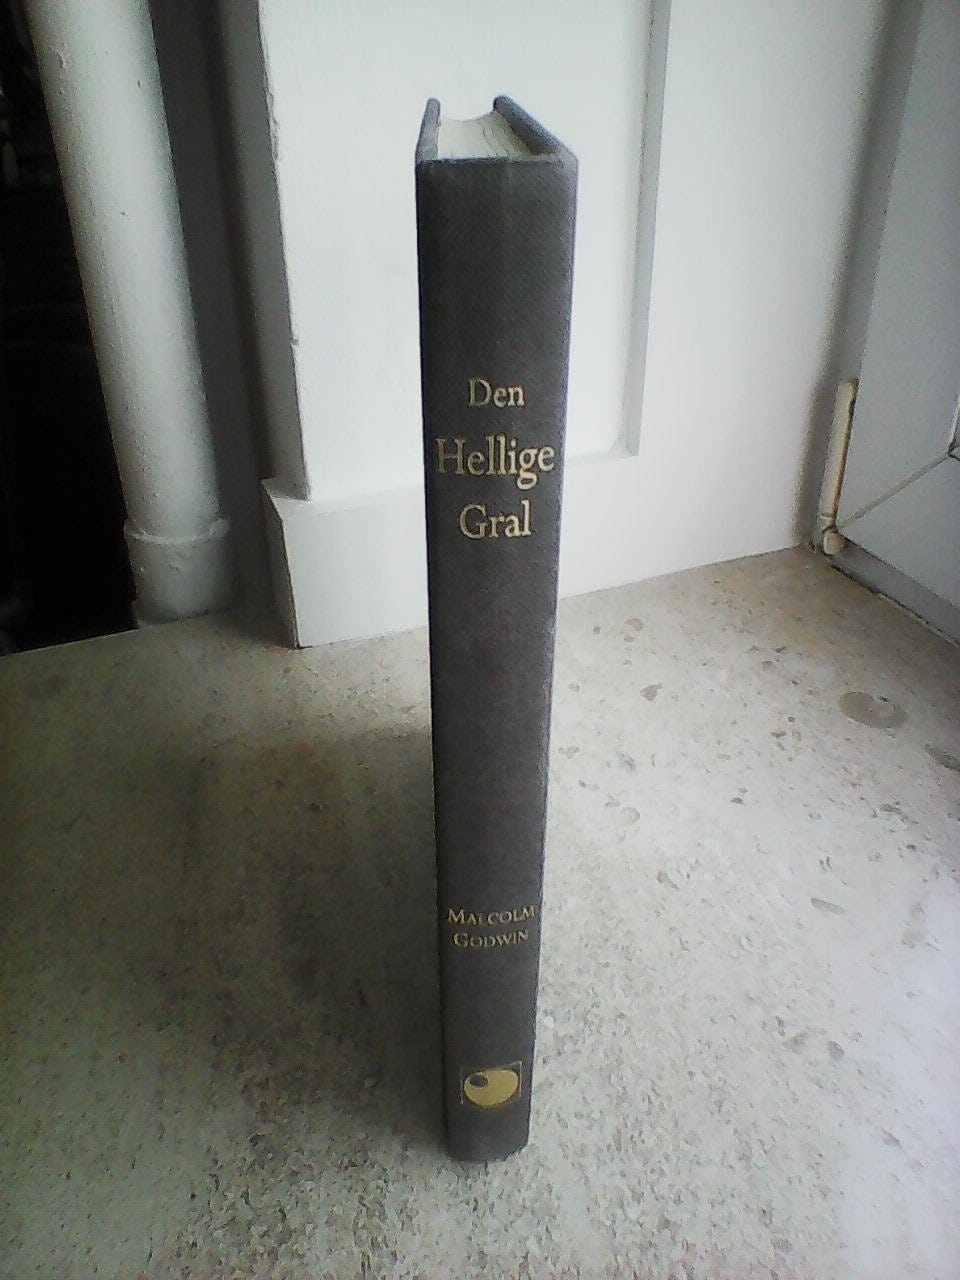 Den
Hellige
Gral
MALCOLM
GODWIN